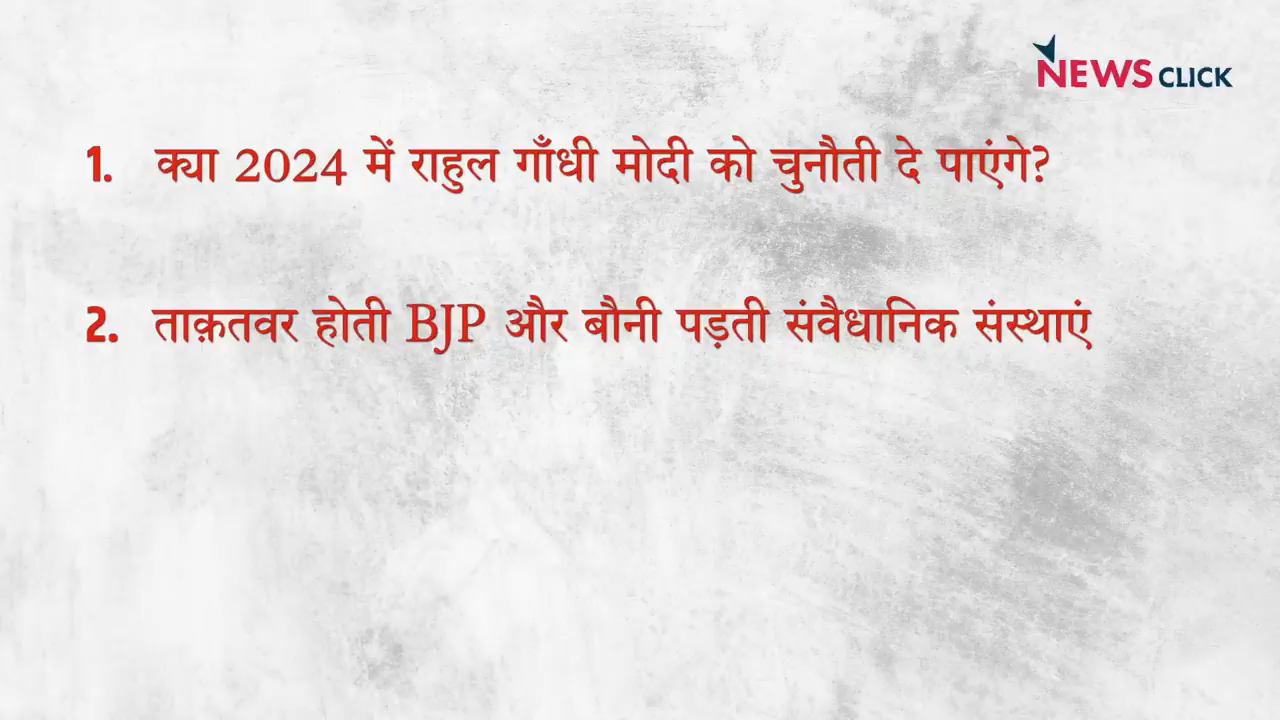 NEWS CLICK
1. क्या 2024 में राहुल गाँधी मोदी को चुनौती दे पाएंगे?
2. ताक़तवर होती BJP और बौनी पड़ती संवैधानिक संस्थाएं